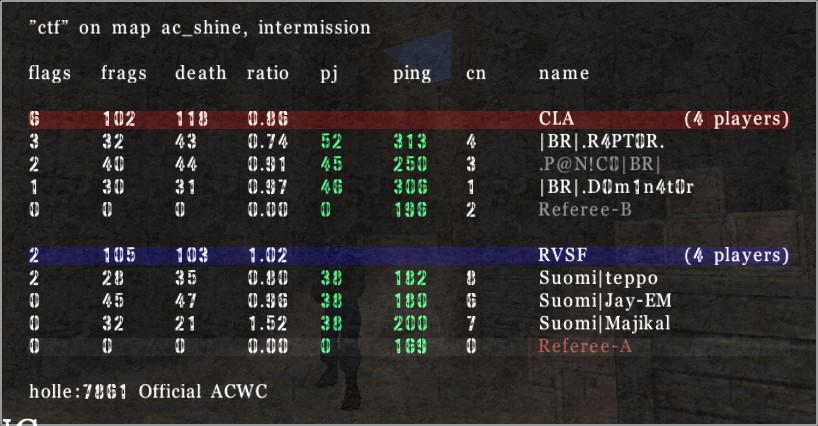 "ctf" on map ac_shine, intermission
flags frags death ratio pj ping cn name
6 102 118 0.86 CLA (4 players)
3 32 43 0.74 52 313 4 |BR|.R4PT0R.
2 40 44 0.91 45 250 3 .P@N!C0|BR|
1 30 31 0.97 46 306 1 |BR|.D0m1n4t0r
0 0 0 0.00 0 196 2 Referee-B
2 105 103 1.02 RVSF (4 players)
2 28 35 0.80 38 182 8 Suomi|teppo
0 45 47 0.96 38 180 6 Suomi|Jay-EM
0 32 21 1.52 38 200 7 Suomi|Majikal
0 0 0 0.00 0 169 0 Referee-A
holle:7861 Official ACWC